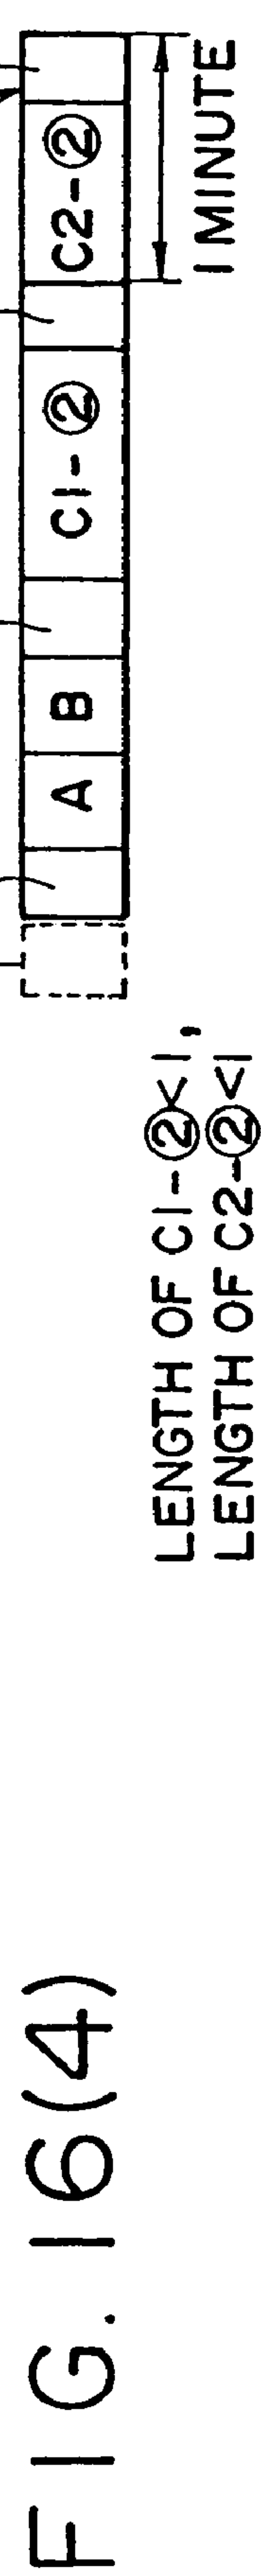 FIG. 16(4)
LENGTH OF C1-②<1,
LENGTH OF C2-②<1
A B C1-② C2-②
1 MINUTE